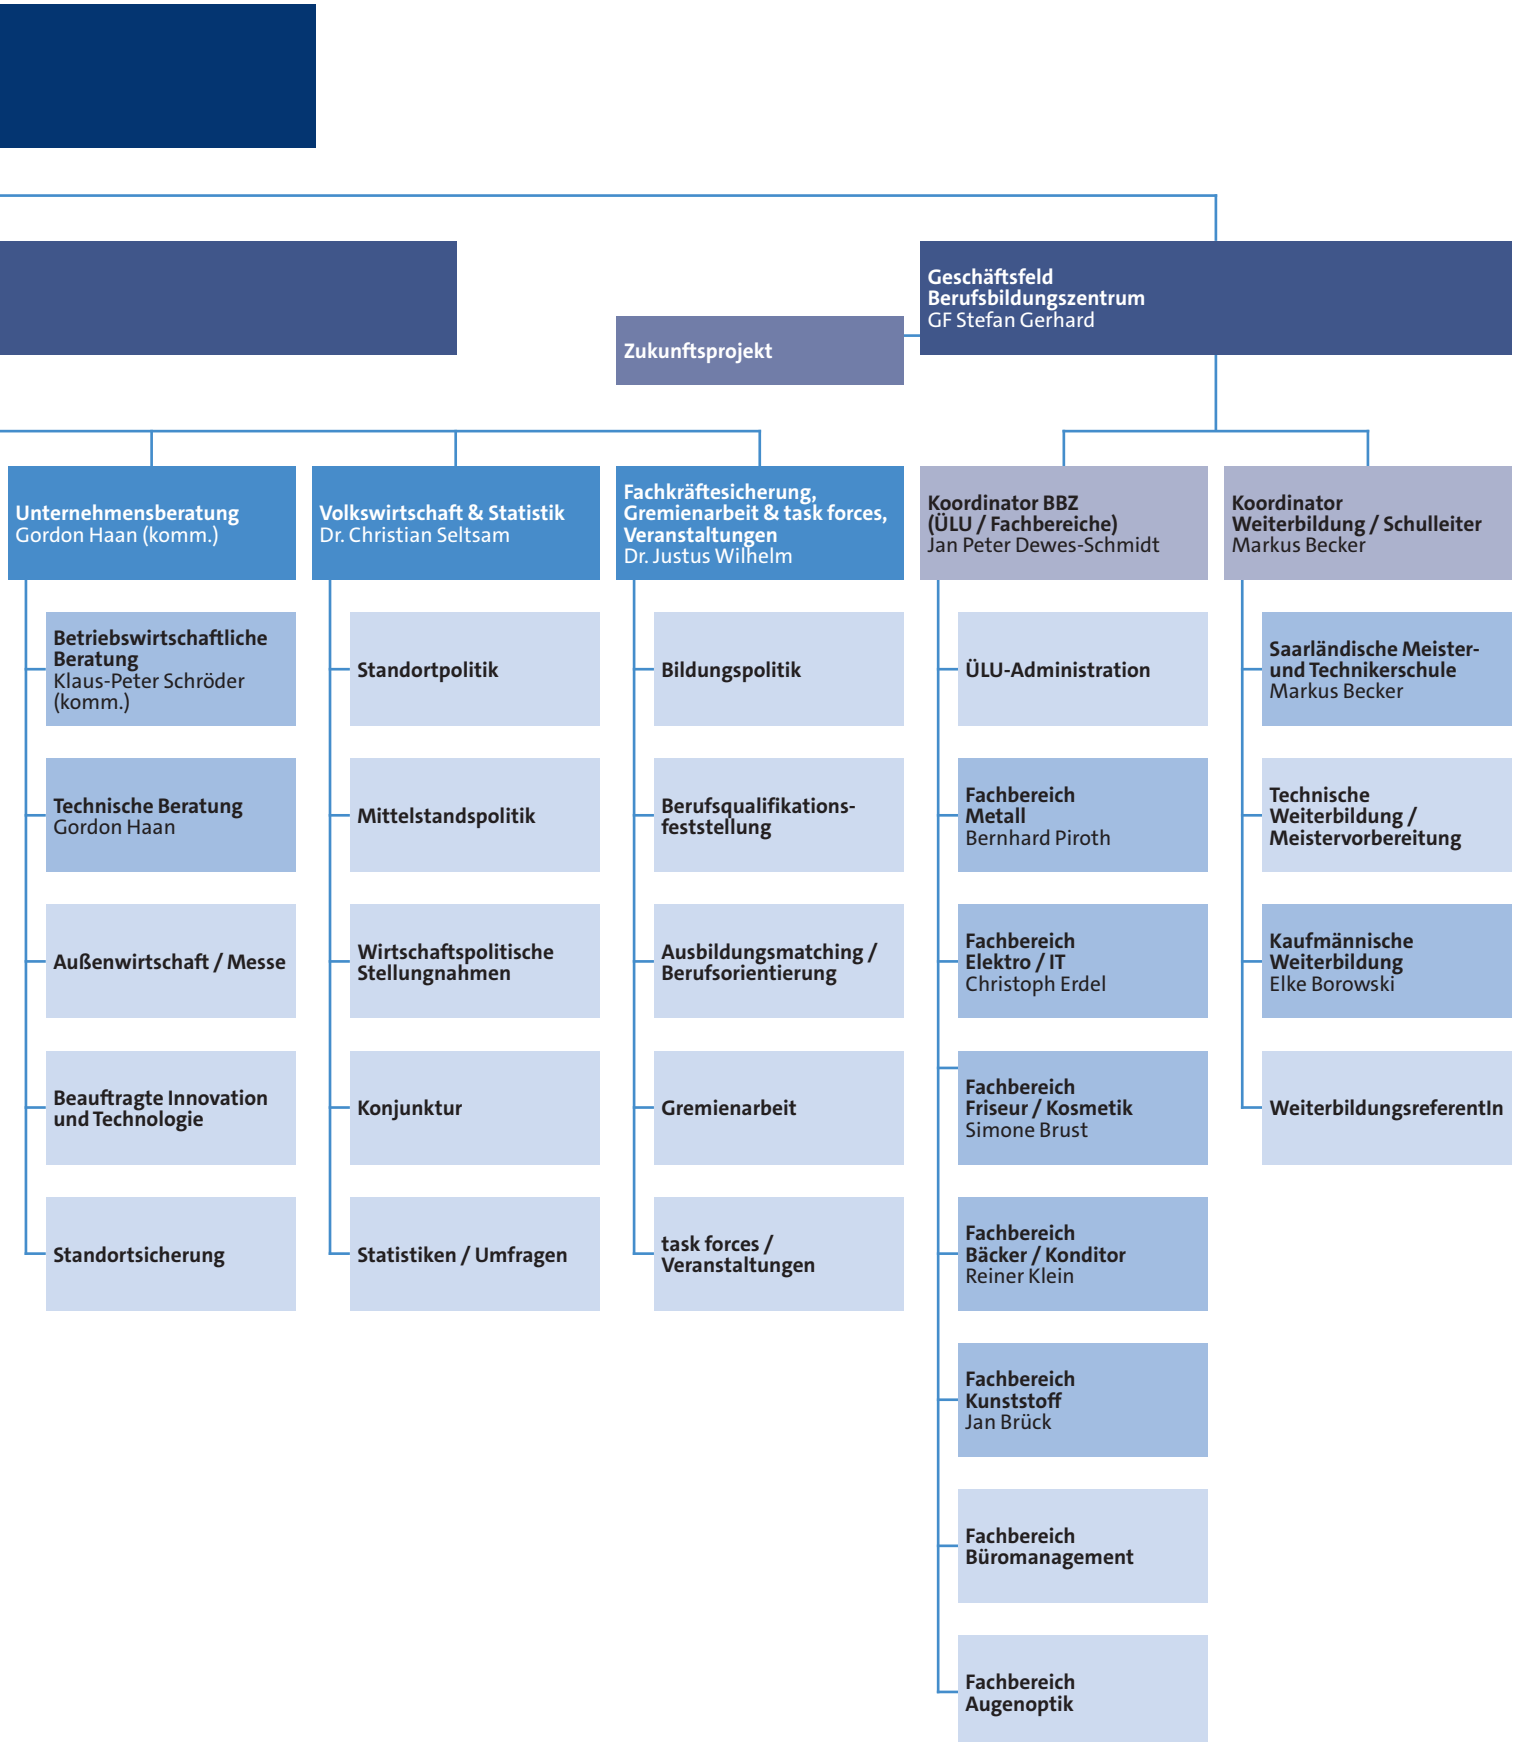 Geschäftsfeld
Berufsbildungszentrum
GF Stefan Gerhard
Zukunftsprojekt
Unternehmensberatung
Gordon Haan (komm.)
Betriebswirtschaftliche
Beratung
Klaus-Peter Schröder
(komm.)
Technische Beratung
Gordon Haan
Außenwirtschaft / Messe
Beauftragte Innovation
und Technologie
Standortsicherung
Volkswirtschaft & Statistik
Dr. Christian Seltsam
Standortpolitik
Mittelstandspolitik
Wirtschaftspolitische
Stellungnahmen
Konjunktur
Statistiken / Umfragen
Fachkräftesicherung,
Gremienarbeit & task forces,
Veranstaltungen
Dr. Justus Wilhelm
Bildungspolitik
Berufsqualifikations-
feststellung
Ausbildungsmatching /
Berufsorientierung
Gremienarbeit
task forces /
Veranstaltungen
Koordinator BBZ
(ÜLU / Fachbereiche)
Jan Peter Dewes-Schmidt
ÜLU-Administration
Fachbereich
Metall
Bernhard Piroth
Fachbereich
Elektro / IT
Christoph Erdel
Fachbereich
Friseur / Kosmetik
Simone Brust
Fachbereich
Bäcker / Konditor
Reiner Klein
Fachbereich
Kunststoff
Jan Brück
Fachbereich
Büromanagement
Fachbereich
Augenoptik
Koordinator
Weiterbildung / Schulleiter
Markus Becker
Saarländische Meister-
und Technikerschule
Markus Becker
Technische
Weiterbildung /
Meistervorbereitung
Kaufmännische
Weiterbildung
Elke Borowski
WeiterbildungsreferentIn